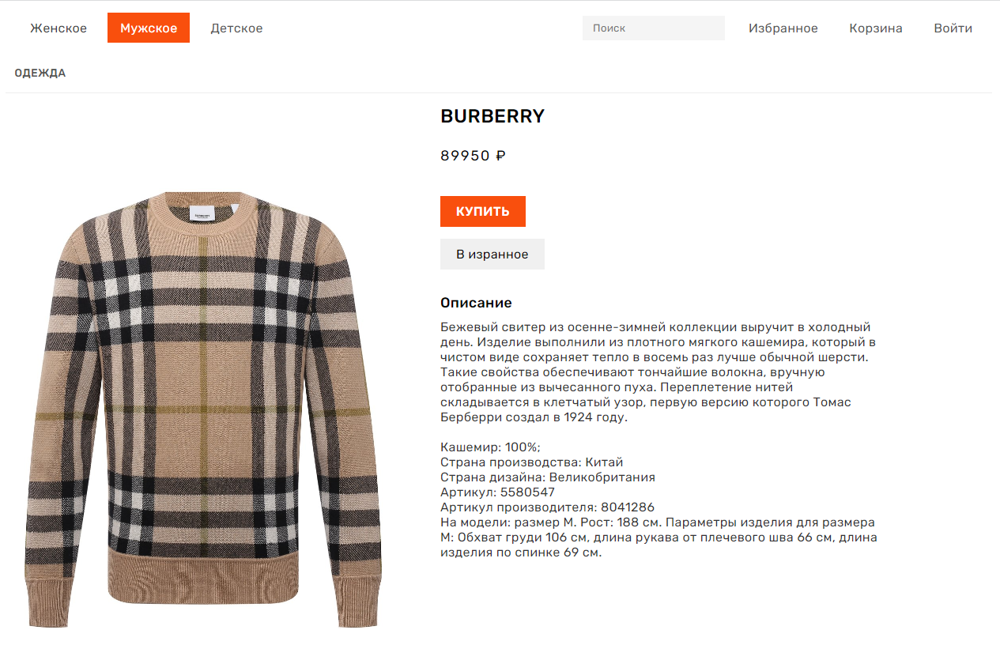 Женское Мужское Детское Поиск Избранное Корзина Войти
ОДЕЖДА
BURBERRY
89950 ₽
BURBERRY
КУПИТЬ
В изранное
Описание
Бежевый свитер из осенне-зимней коллекции выручит в холодный
день. Изделие выполнили из плотного мягкого кашемира, который в
чистом виде сохраняет тепло в восемь раз лучше обычной шерсти.
Такие свойства обеспечивают тончайшие волокна, вручную
отобранные из вычесанного пуха. Переплетение нитей
складывается в клетчатый узор, первую версию которого Томас
Берберри создал в 1924 году.
Кашемир: 100%;
Страна производства: Китай
Страна дизайна: Великобритания
Артикул: 5580547
Артикул производителя: 8041286
На модели: размер M. Рост: 188 см. Параметры изделия для размера
M: Обхват груди 106 см, длина рукава от плечевого шва 66 см, длина
изделия по спинке 69 см.